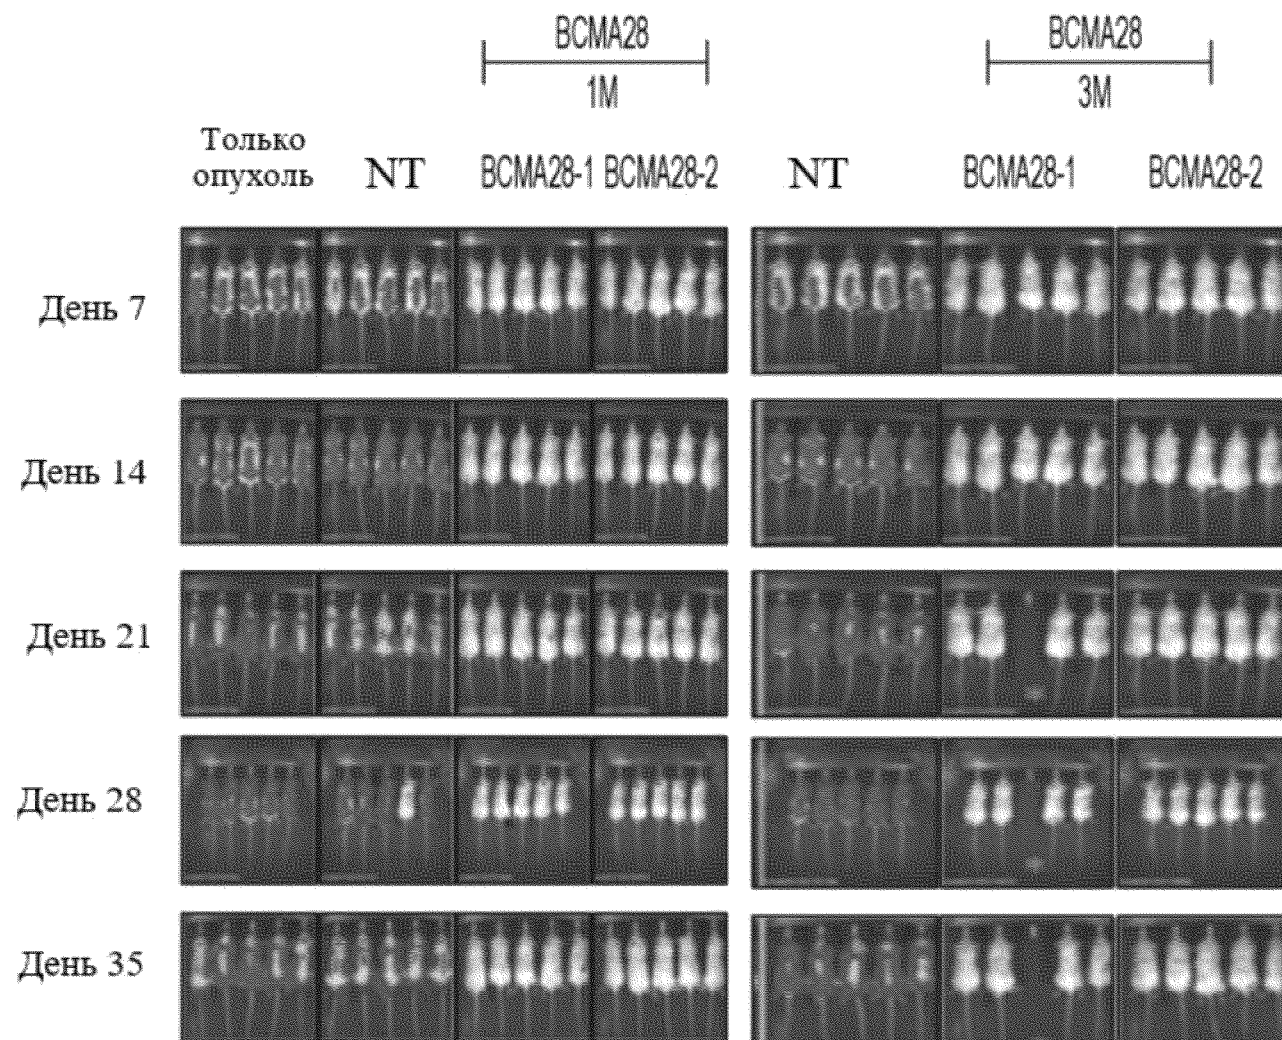 BCMA28 BCMA28
1M 3M
Только
опухоль NT BCMA28-1 BCMA28-2 NT BCMA28-1 BCMA28-2
День 7
День 14
День 21
День 28
День 35